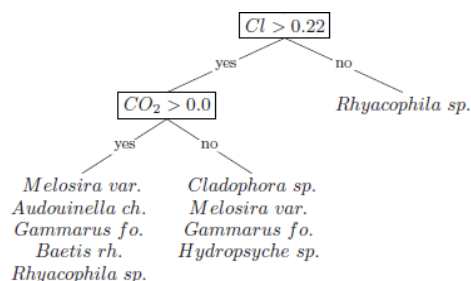 Cl > 0.22
yes no
CO₂ > 0.0 Rhyacophila sp.
yes no
Melosira var. Cladophora sp.
Audouinella ch. Melosira var.
Gammarus fo. Gammarus fo.
Baetis rh. Hydropsyche sp.
Rhyacophila sp.